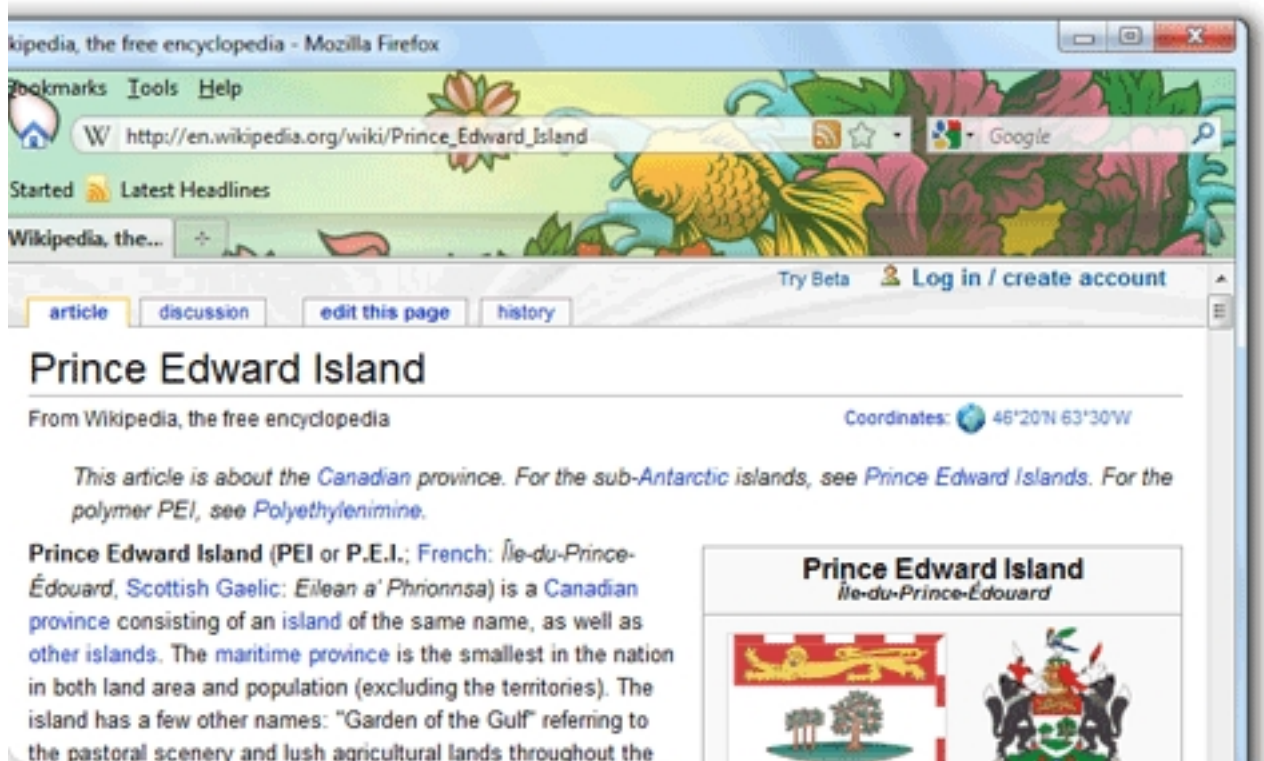 kipedia, the free encyclopedia - Mozilla Firefox
Bookmarks Tools Help
W http://en.wikipedia.org/wiki/Prince_Edward_Island Google
Started Latest Headlines
Wikipedia, the...
Try Beta Log in / create account
article discussion edit this page history
Prince Edward Island
From Wikipedia, the free encyclopedia Coordinates: 46°20'N 63°30'W
This article is about the Canadian province. For the sub-Antarctic islands, see Prince Edward Islands. For the
polymer PEI, see Polyethylenimine.
Prince Edward Island (PEI or P.E.I.; French: Île-du-Prince-
Édouard, Scottish Gaelic: Eilean a' Phrionnsa) is a Canadian
province consisting of an island of the same name, as well as
other islands. The maritime province is the smallest in the nation
in both land area and population (excluding the territories). The
island has a few other names: "Garden of the Gulf" referring to
the pastoral scenery and lush agricultural lands throughout the
Prince Edward Island
Île-du-Prince-Édouard